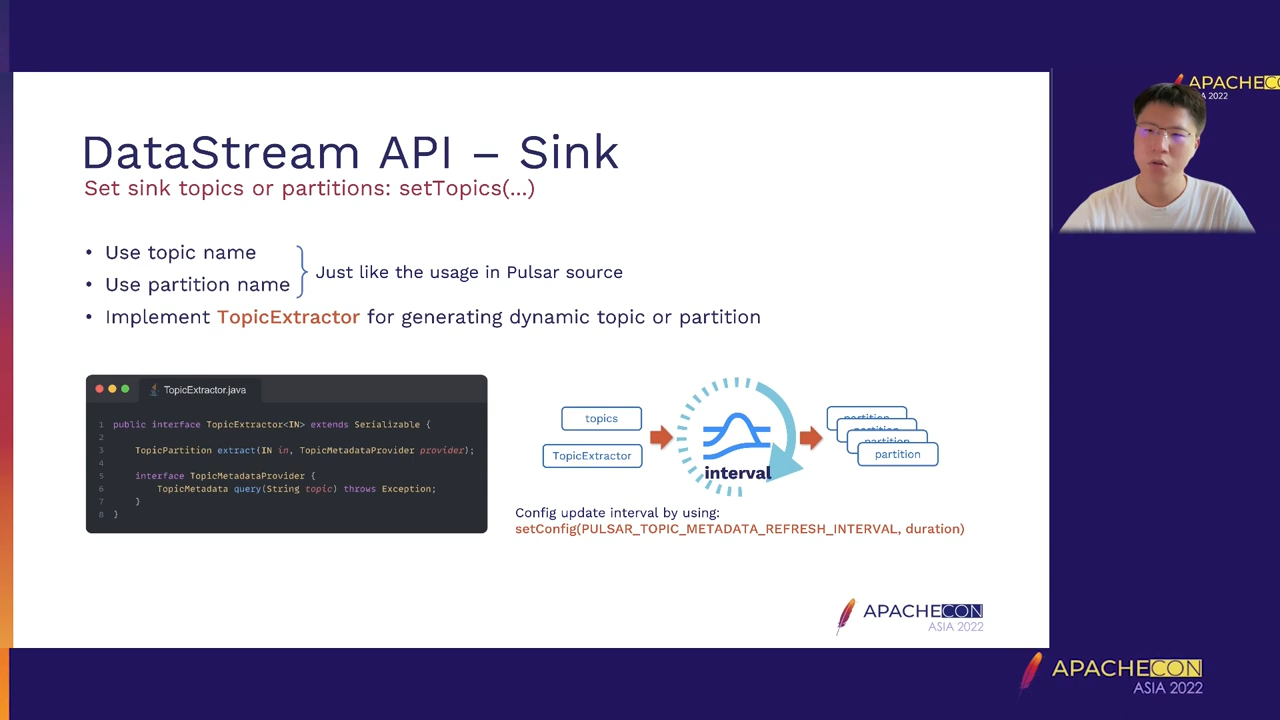 DataStream API – Sink
Set sink topics or partitions: setTopics(...)
• Use topic name
• Use partition name
Just like the usage in Pulsar source
• Implement TopicExtractor for generating dynamic topic or partition
TopicExtractor.java
1 public interface TopicExtractor<IN> extends Serializable {
2
3 TopicPartition extract(IN in, TopicMetadataProvider provider);
4
5 interface TopicMetadataProvider {
6 TopicMetadata query(String topic) throws Exception;
7 }
8 }
topics
TopicExtractor
interval
partition
partition
partition
partition
Config update interval by using:
setConfig(PULSAR_TOPIC_METADATA_REFRESH_INTERVAL, duration)
APACHECON
ASIA 2022
APACHECO
A 2022
APACHECON
ASIA 2022